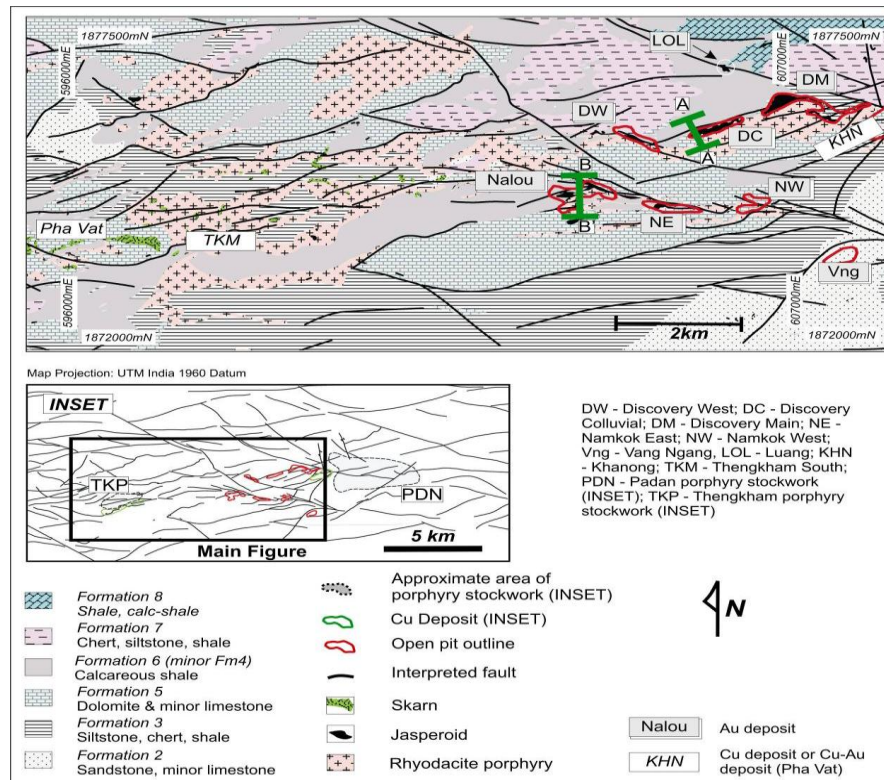 1877500mN
1877500mN
596000mE
607000mE
LOL
DM
DW
A
DC
A'
KHN
B
Nalou
NW
B'
NE
Pha Vat
TKM
Vng
596000mE
607000mE
1872000mN
1872000mN
2km
Map Projection: UTM India 1960 Datum
INSET
TKP
PDN
Main Figure
5 km
DW - Discovery West; DC - Discovery
Colluvial; DM - Discovery Main; NE -
Namkok East; NW - Namkok West;
Vng - Vang Ngang, LOL - Luang; KHN
- Khanong; TKM - Thengkham South;
PDN - Padan porphyry stockwork
(INSET); TKP - Thengkham porphyry
stockwork (INSET)
N
Formation 8
Shale, calc-shale
Formation 7
Chert, siltstone, shale
Formation 6 (minor Fm4)
Calcareous shale
Formation 5
Dolomite & minor limestone
Formation 3
Siltstone, chert, shale
Formation 2
Sandstone, minor limestone
Approximate area of
porphyry stockwork (INSET)
Cu Deposit (INSET)
Open pit outline
Interpreted fault
Skarn
Jasperoid
Rhyodacite porphyry
Nalou
Au deposit
KHN
Cu deposit or Cu-Au
deposit (Pha Vat)